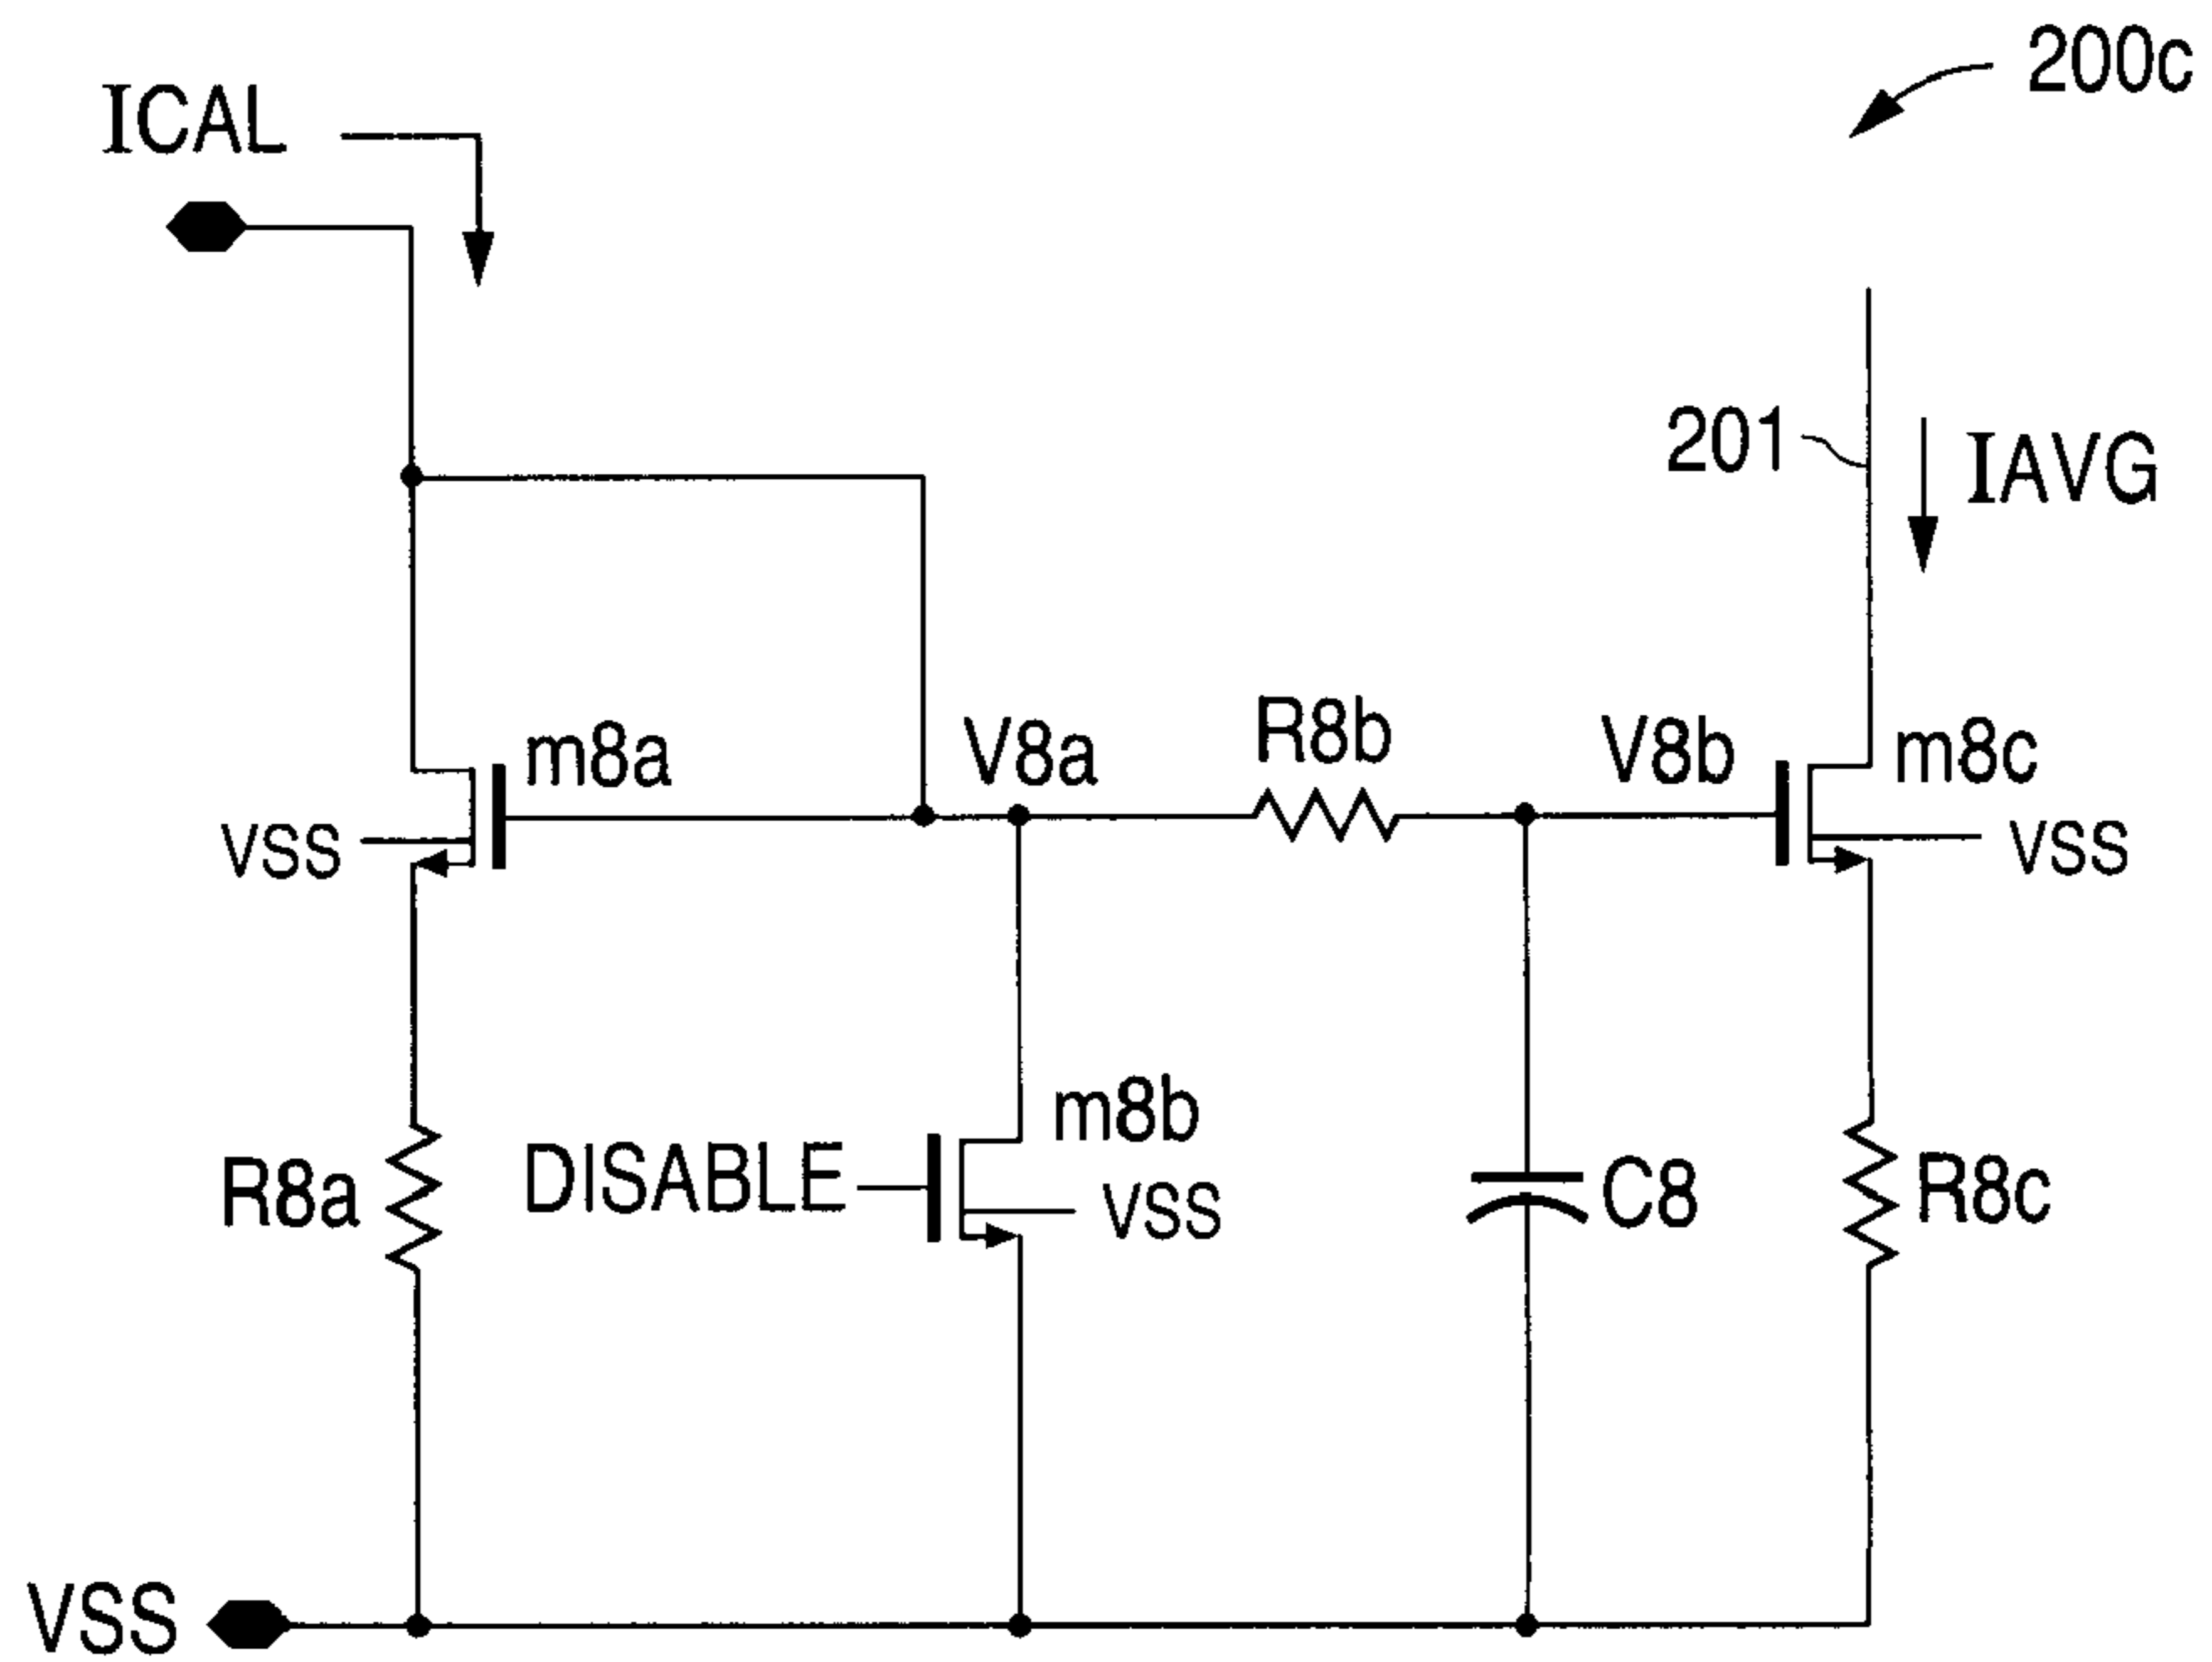 200c
ICAL
201
IAVG
m8a
V8a
R8b
V8b
m8c
VSS
VSS
m8b
R8a
DISABLE
VSS
C8
R8c
VSS